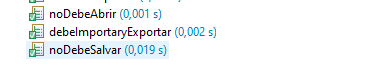 noDebeAbrir (0,001 s)
debeImportaryExportar (0,002 s)
noDebeSalvar (0,019 s)